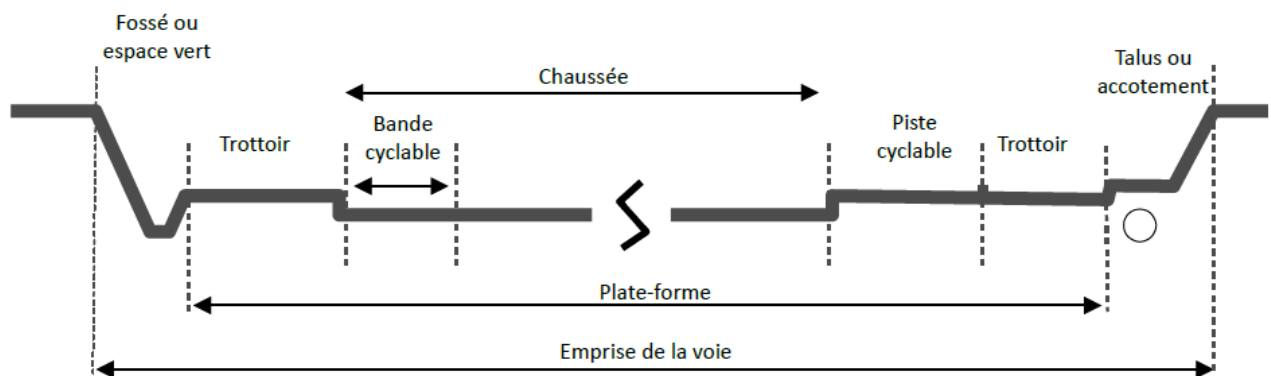 Fossé ou
espace vert
Chaussée
Talus ou
accotement
Trottoir
Bande
cyclable
Piste
cyclable
Trottoir
Plate-forme
Emprise de la voie